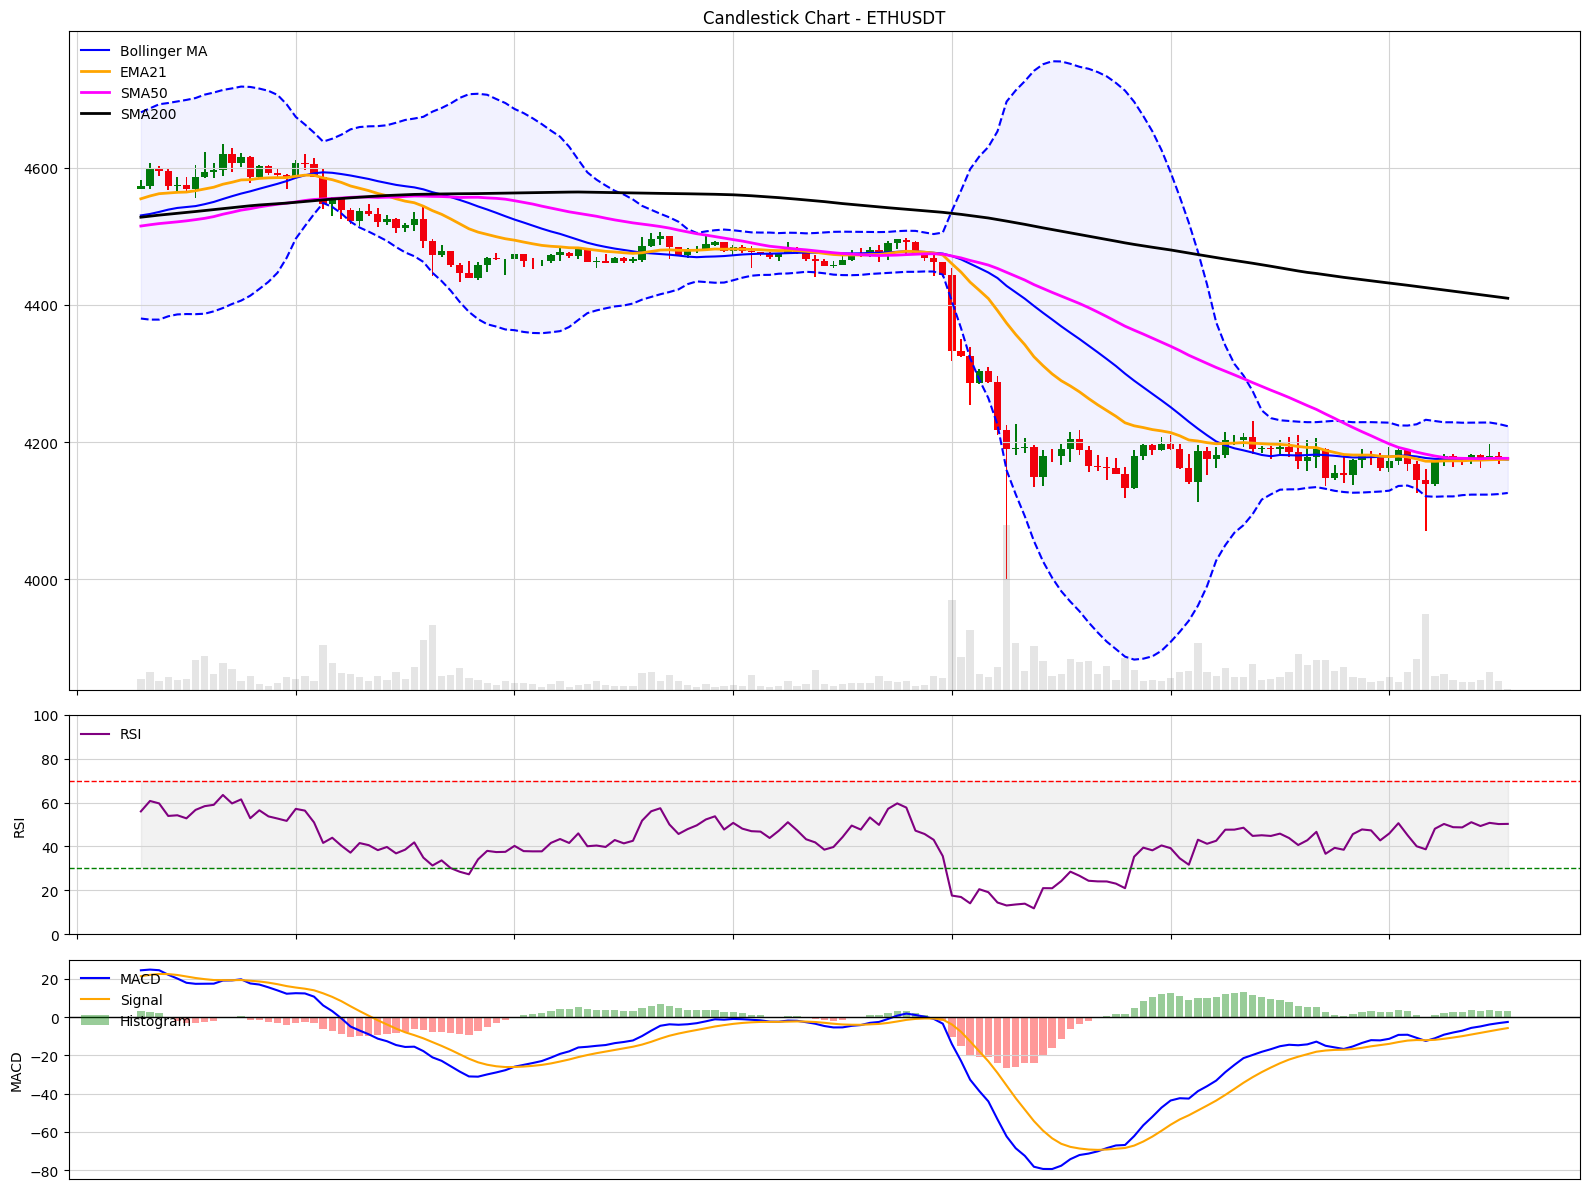 Candlestick Chart - ETHUSDT
Bollinger MA
EMA21
SMA50
SMA200
4600
4400
4200
4000
RSI
100
80
60
40
20
0
RSI
MACD
Signal
Histogram
20
0
−20
−40
−60
−80
MACD